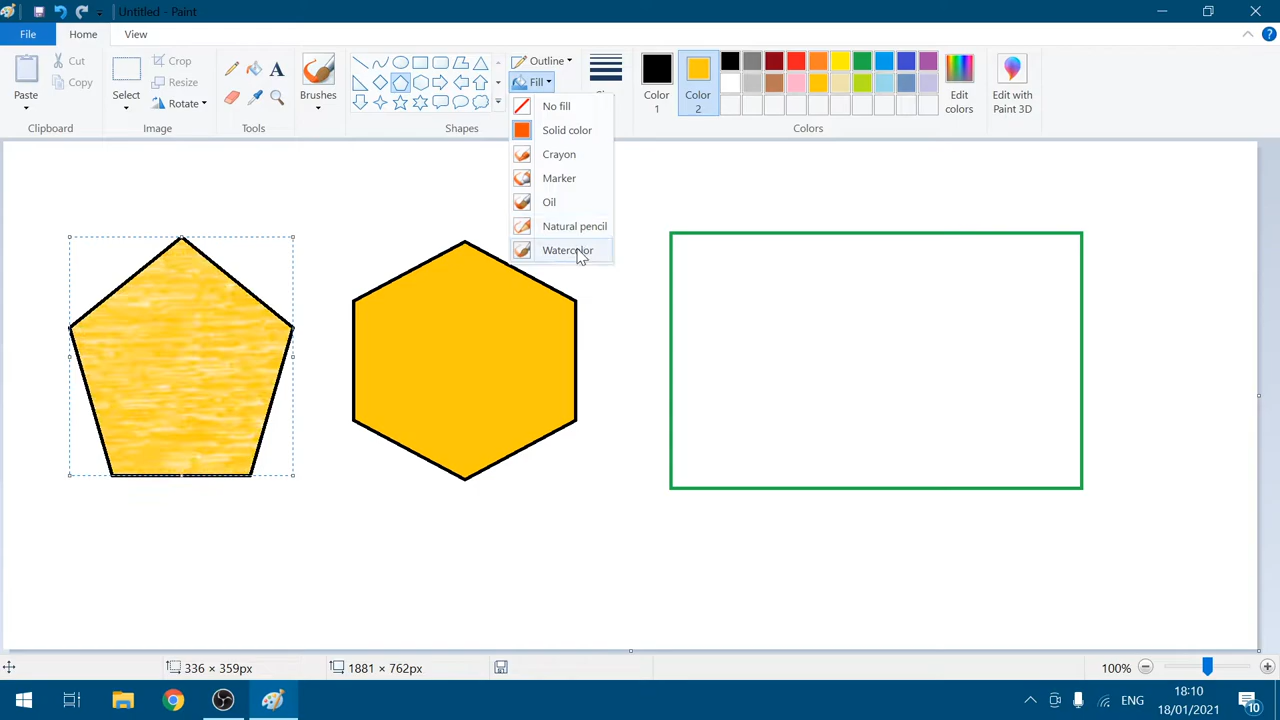 Untitled - Paint
File
Home
View
Paste
Cut
Copy
Clipboard
Select
Crop
Resize
Rotate
Image
A
Tools
Brushes
Shapes
Outline
Fill
No fill
Solid color
Crayon
Marker
Oil
Natural pencil
Watercolor
Color
1
Color
2
Edit
colors
Colors
Edit with
Paint 3D
336 × 359px
1881 × 762px
100%
ENG
18:10
18/01/2021
10